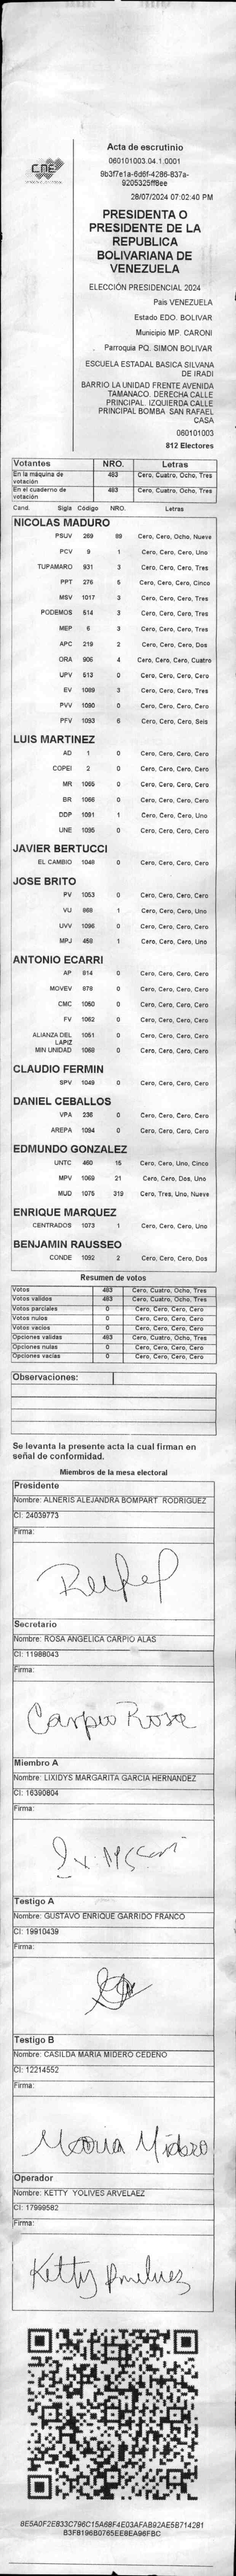 CNE
Acta de escrutinio
060101003.04.1.0001
9b3f7e1a-6d6f-4286-837a-
9205325ff8ee
28/07/2024 07:02:40 PM
PRESIDENTA O
PRESIDENTE DE LA
REPUBLICA
BOLIVARIANA DE
VENEZUELA
ELECCIÓN PRESIDENCIAL 2024
Pais VENEZUELA
Estado EDO. BOLIVAR
Municipio MP. CARONI
Parroquia PQ. SIMON BOLIVAR
ESCUELA ESTADAL BASICA SILVANA
DE IRADI
BARRIO LA UNIDAD FRENTE AVENIDA
TAMANACO. DERECHA CALLE
PRINCIPAL. IZQUIERDA CALLE
PRINCIPAL BOMBA SAN RAFAEL
CASA
060101003
812 Electores
Votantes NRO. Letras
En la máquina de votación 483 Cero, Cuatro, Ocho, Tres
En el cuaderno de votación 483 Cero, Cuatro, Ocho, Tres
Cand. Sigla Código NRO. Letras
NICOLAS MADURO
PSUV 269 89 Cero, Cero, Ocho, Nueve
PCV 9 1 Cero, Cero, Cero, Uno
TUPAMARO 931 3 Cero, Cero, Cero, Tres
PPT 276 5 Cero, Cero, Cero, Cinco
MSV 1017 3 Cero, Cero, Cero, Tres
PODEMOS 514 3 Cero, Cero, Cero, Tres
MEP 6 3 Cero, Cero, Cero, Tres
APC 219 2 Cero, Cero, Cero, Dos
ORA 906 4 Cero, Cero, Cero, Cuatro
UPV 513 0 Cero, Cero, Cero, Cero
EV 1089 3 Cero, Cero, Cero, Tres
PVV 1090 0 Cero, Cero, Cero, Cero
PFV 1093 6 Cero, Cero, Cero, Seis
LUIS MARTINEZ
AD 1 0 Cero, Cero, Cero, Cero
COPEI 2 0 Cero, Cero, Cero, Cero
MR 1065 0 Cero, Cero, Cero, Cero
BR 1066 0 Cero, Cero, Cero, Cero
DDP 1091 1 Cero, Cero, Cero, Uno
UNE 1095 0 Cero, Cero, Cero, Cero
JAVIER BERTUCCI
EL CAMBIO 1048 0 Cero, Cero, Cero, Cero
JOSE BRITO
PV 1053 0 Cero, Cero, Cero, Cero
VU 868 1 Cero, Cero, Cero, Uno
UVV 1096 0 Cero, Cero, Cero, Cero
MPJ 458 1 Cero, Cero, Cero, Uno
ANTONIO ECARRI
AP 814 0 Cero, Cero, Cero, Cero
MOVEV 878 0 Cero, Cero, Cero, Cero
CMC 1050 0 Cero, Cero, Cero, Cero
FV 1062 0 Cero, Cero, Cero, Cero
ALIANZA DEL LAPIZ 1051 0 Cero, Cero, Cero, Cero
MIN UNIDAD 1068 0 Cero, Cero, Cero, Cero
CLAUDIO FERMIN
SPV 1049 0 Cero, Cero, Cero, Cero
DANIEL CEBALLOS
VPA 236 0 Cero, Cero, Cero, Cero
AREPA 1094 0 Cero, Cero, Cero, Cero
EDMUNDO GONZALEZ
UNTC 460 15 Cero, Cero, Uno, Cinco
MPV 1069 21 Cero, Cero, Dos, Uno
MUD 1075 319 Cero, Tres, Uno, Nueve
ENRIQUE MARQUEZ
CENTRADOS 1073 1 Cero, Cero, Cero, Uno
BENJAMIN RAUSSEO
CONDE 1092 2 Cero, Cero, Cero, Dos
Resumen de votos
Votos 483 Cero, Cuatro, Ocho, Tres
Votos validos 483 Cero, Cuatro, Ocho, Tres
Votos parciales 0 Cero, Cero, Cero, Cero
Votos nulos 0 Cero, Cero, Cero, Cero
Votos vacios 0 Cero, Cero, Cero, Cero
Opciones validas 483 Cero, Cuatro, Ocho, Tres
Opciones nulas 0 Cero, Cero, Cero, Cero
Opciones vacias 0 Cero, Cero, Cero, Cero
Observaciones:
Se levanta la presente acta la cual firman en
señal de conformidad.
Miembros de la mesa electoral
Presidente
Nombre: ALNERIS ALEJANDRA BOMPART RODRIGUEZ
CI: 24039773
Firma:
Secretario
Nombre: ROSA ANGELICA CARPIO ALAS
CI: 11988043
Firma:
Carpio Rosa
Miembro A
Nombre: LIXIDYS MARGARITA GARCIA HERNANDEZ
CI: 16390804
Firma:
Testigo A
Nombre: GUSTAVO ENRIQUE GARRIDO FRANCO
CI: 19910439
Firma:
Testigo B
Nombre: CASILDA MARIA MIDERO CEDEÑO
CI: 12214552
Firma:
Maria Midero
Operador
Nombre: KETTY YOLIVES ARVELAEZ
CI: 17999582
Firma:
Ketty Arvelaez
8E5A0F2E833C796C15A68F4E03AFAB92AE5B714281
B3F8196B0765EE8EA96FBC